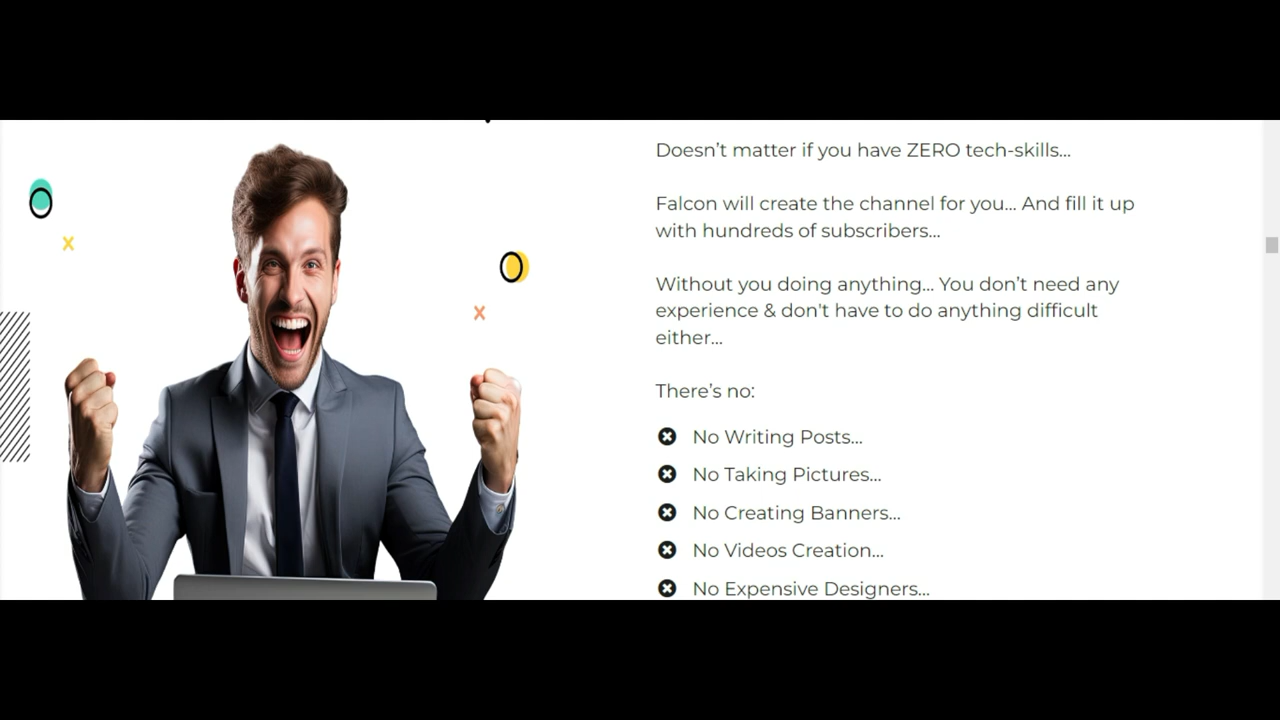 Doesn’t matter if you have ZERO tech-skills...
Falcon will create the channel for you... And fill it up
with hundreds of subscribers...
Without you doing anything... You don’t need any
experience & don't have to do anything difficult
either...
There’s no:
No Writing Posts...
No Taking Pictures...
No Creating Banners...
No Videos Creation...
No Expensive Designers...